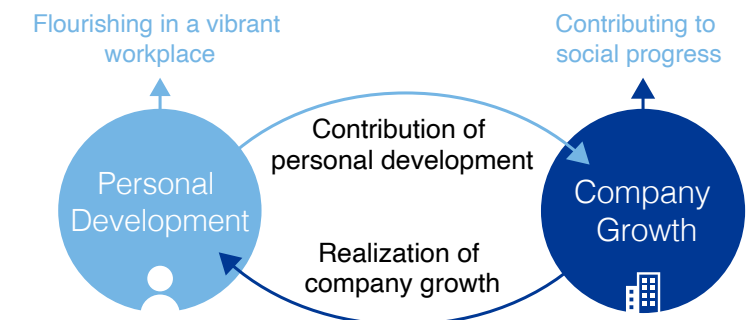 Flourishing in a vibrant
workplace
Contributing to
social progress
Contribution of
personal development
Personal
Development
Company
Growth
Realization of
company growth